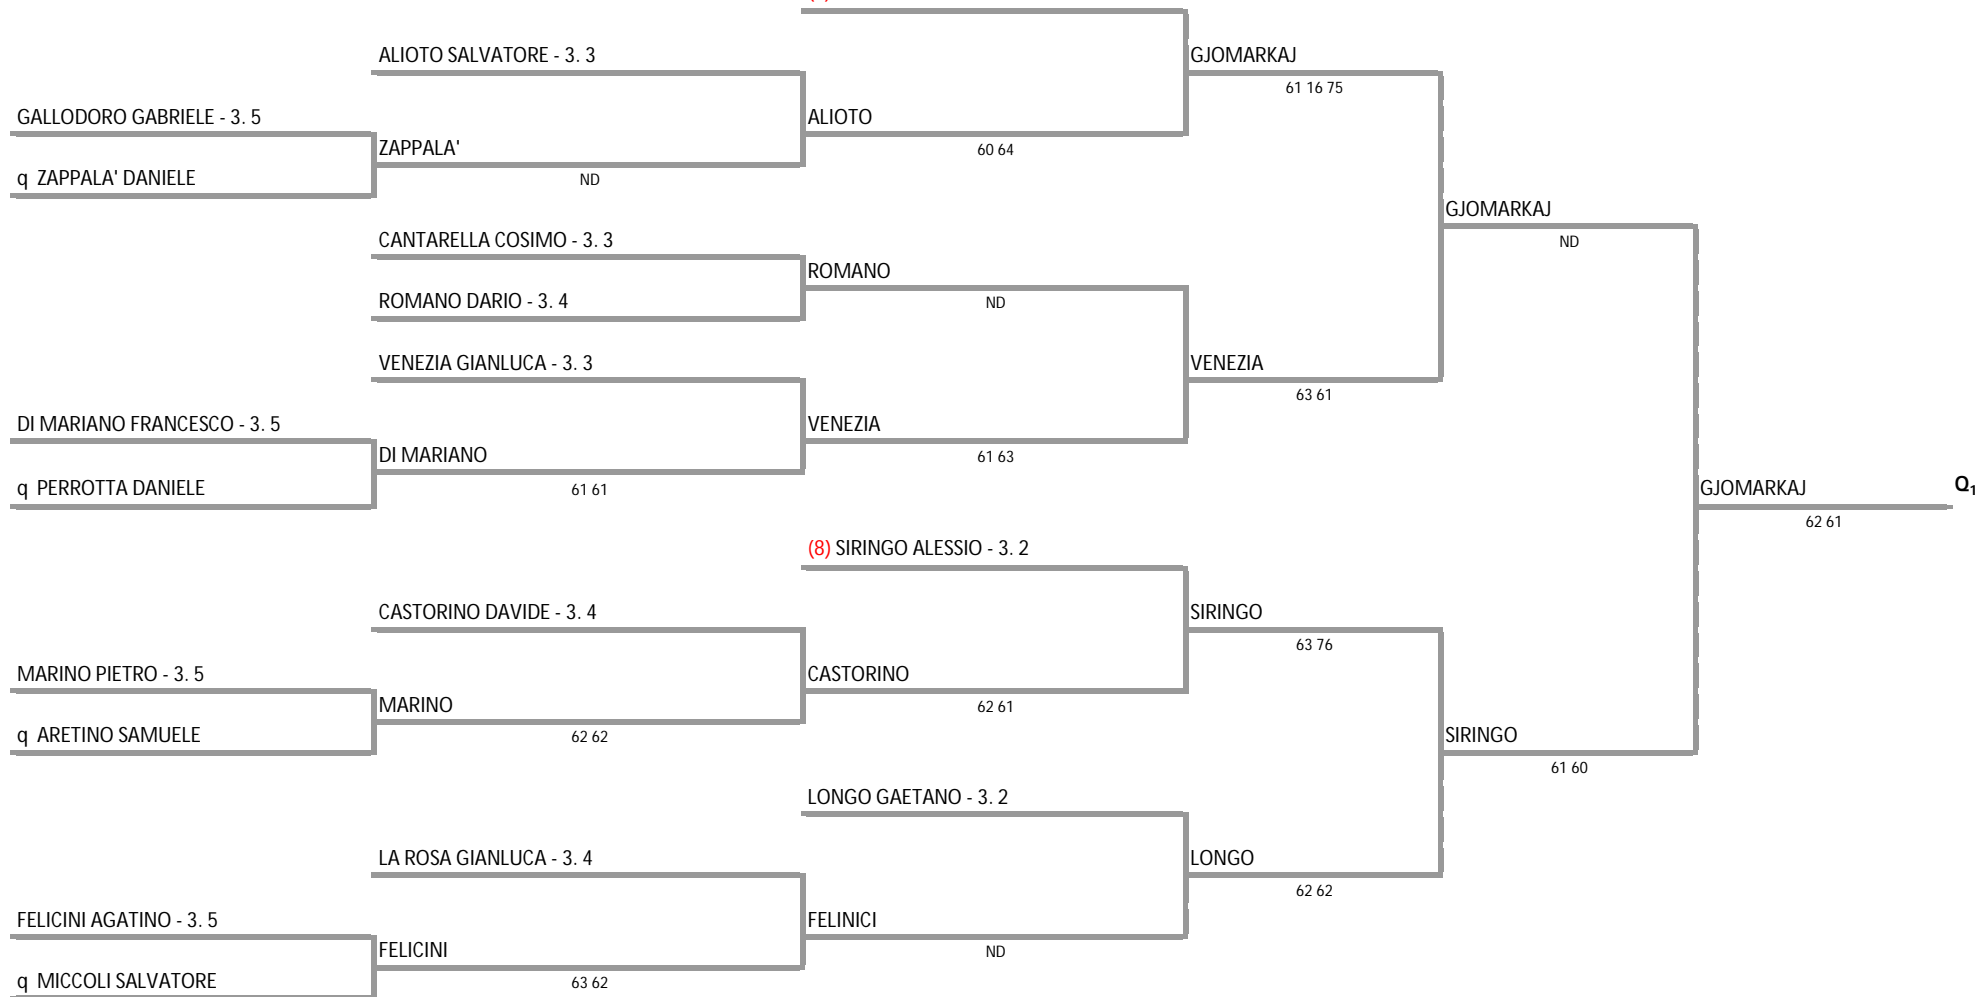 ALIOTO SALVATORE - 3. 3
GJOMARKAJ
61 16 75
GALLODORO GABRIELE - 3. 5
ALIOTO
ZAPPALA'
60 64
q ZAPPALA' DANIELE
ND
GJOMARKAJ
CANTARELLA COSIMO - 3. 3
ND
ROMANO
ROMANO DARIO - 3. 4
ND
VENEZIA GIANLUCA - 3. 3
VENEZIA
63 61
DI MARIANO FRANCESCO - 3. 5
VENEZIA
DI MARIANO
61 63
q PERROTTA DANIELE
61 61
GJOMARKAJ
Q1
62 61
(8) SIRINGO ALESSIO - 3. 2
CASTORINO DAVIDE - 3. 4
SIRINGO
63 76
MARINO PIETRO - 3. 5
CASTORINO
MARINO
62 61
q ARETINO SAMUELE
62 62
SIRINGO
61 60
LONGO GAETANO - 3. 2
LA ROSA GIANLUCA - 3. 4
LONGO
62 62
FELICINI AGATINO - 3. 5
FELINICI
FELICINI
ND
q MICCOLI SALVATORE
63 62